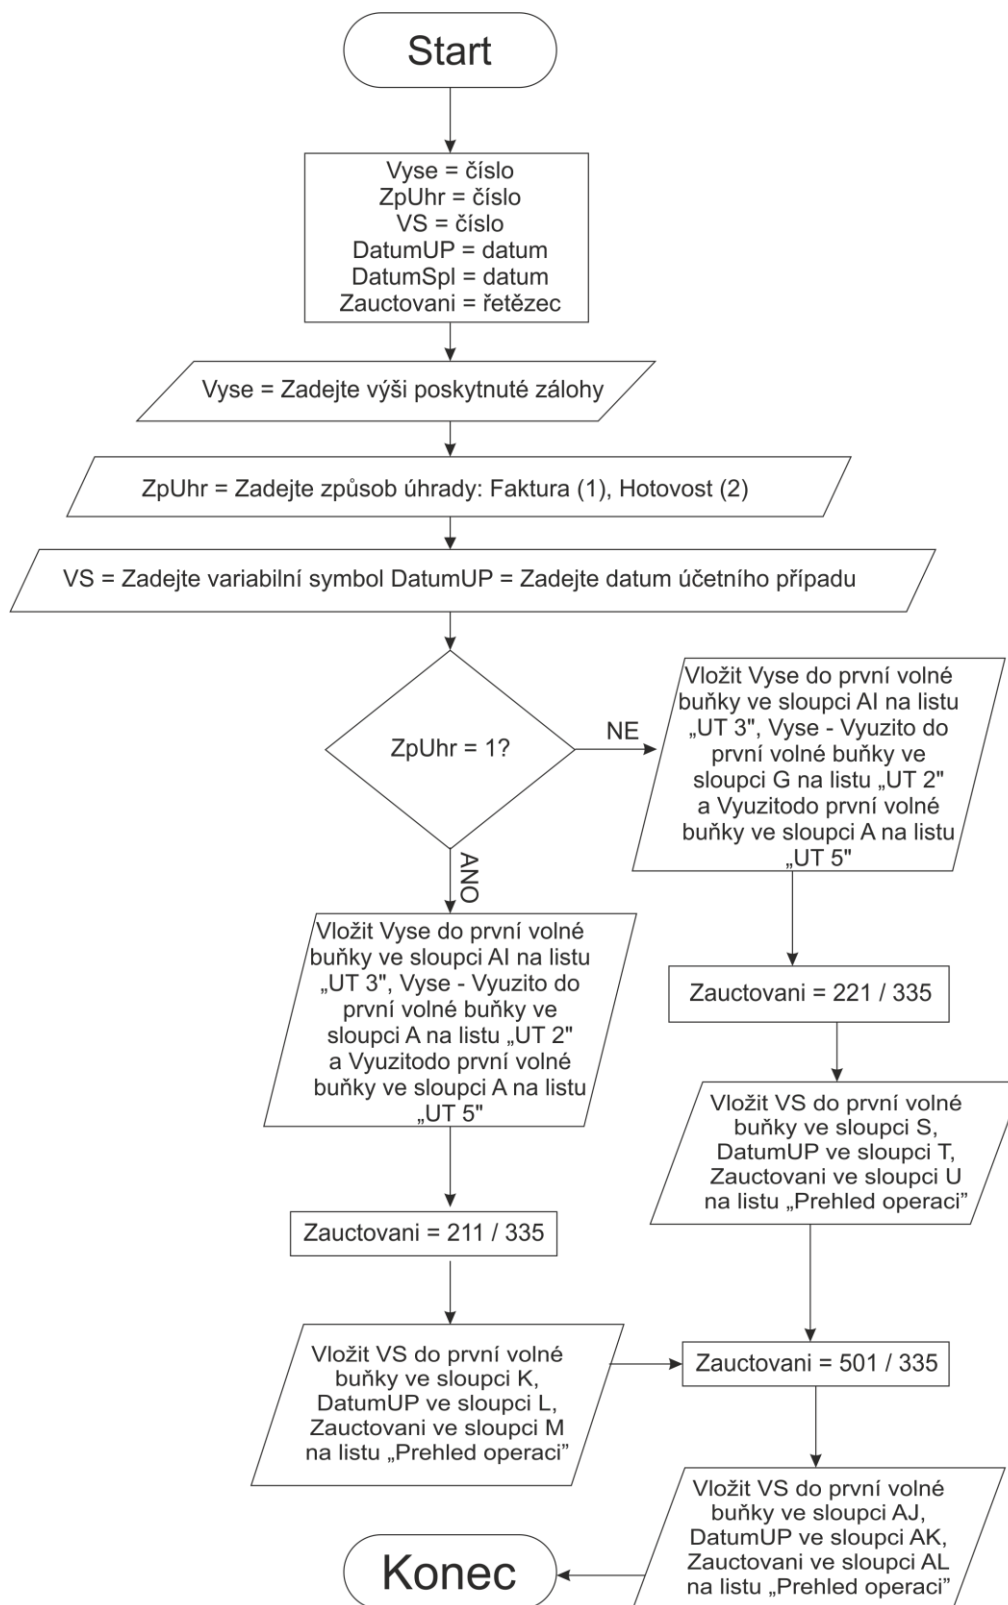 Start
Vyse = číslo
ZpUhr = číslo
VS = číslo
DatumUP = datum
DatumSpl = datum
Zauctovani = řetězec
Vyse = Zadejte výši poskytnuté zálohy
ZpUhr = Zadejte způsob úhrady: Faktura (1), Hotovost (2)
VS = Zadejte variabilní symbol DatumUP = Zadejte datum účetního případu
ZpUhr = 1?
NE
Vložit Vyse do první volné
buňky ve sloupci AI na listu
„UT 3", Vyse - Vyuzito do
první volné buňky ve
sloupci G na listu „UT 2"
a Vyuzitodo první volné
buňky ve sloupci A na listu
„UT 5"
ANO
Vložit Vyse do první volné
buňky ve sloupci AI na listu
„UT 3", Vyse - Vyuzito do
první volné buňky ve
sloupci A na listu „UT 2"
a Vyuzitodo první volné
buňky ve sloupci A na listu
„UT 5"
Zauctovani = 221 / 335
Vložit VS do první volné
buňky ve sloupci S,
DatumUP ve sloupci T,
Zauctovani ve sloupci U
na listu „Prehled operaci”
Zauctovani = 211 / 335
Vložit VS do první volné
buňky ve sloupci K,
DatumUP ve sloupci L,
Zauctovani ve sloupci M
na listu „Prehled operaci”
Zauctovani = 501 / 335
Vložit VS do první volné
buňky ve sloupci AJ,
DatumUP ve sloupci AK,
Zauctovani ve sloupci AL
na listu „Prehled operaci”
Konec